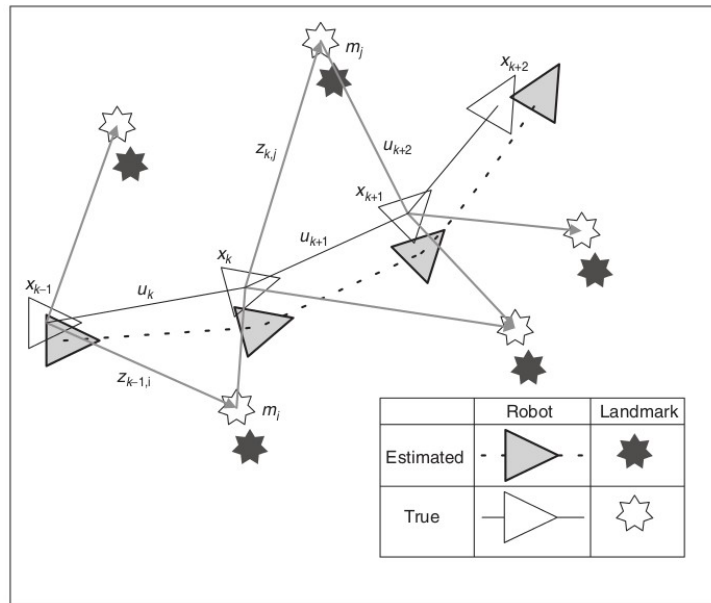 m_j
x_{k+2}
z_{k,j}
u_{k+2}
x_{k+1}
u_{k+1}
x_k
x_{k–1}
u_k
z_{k–1,i}
m_i
Robot Landmark
Estimated
True